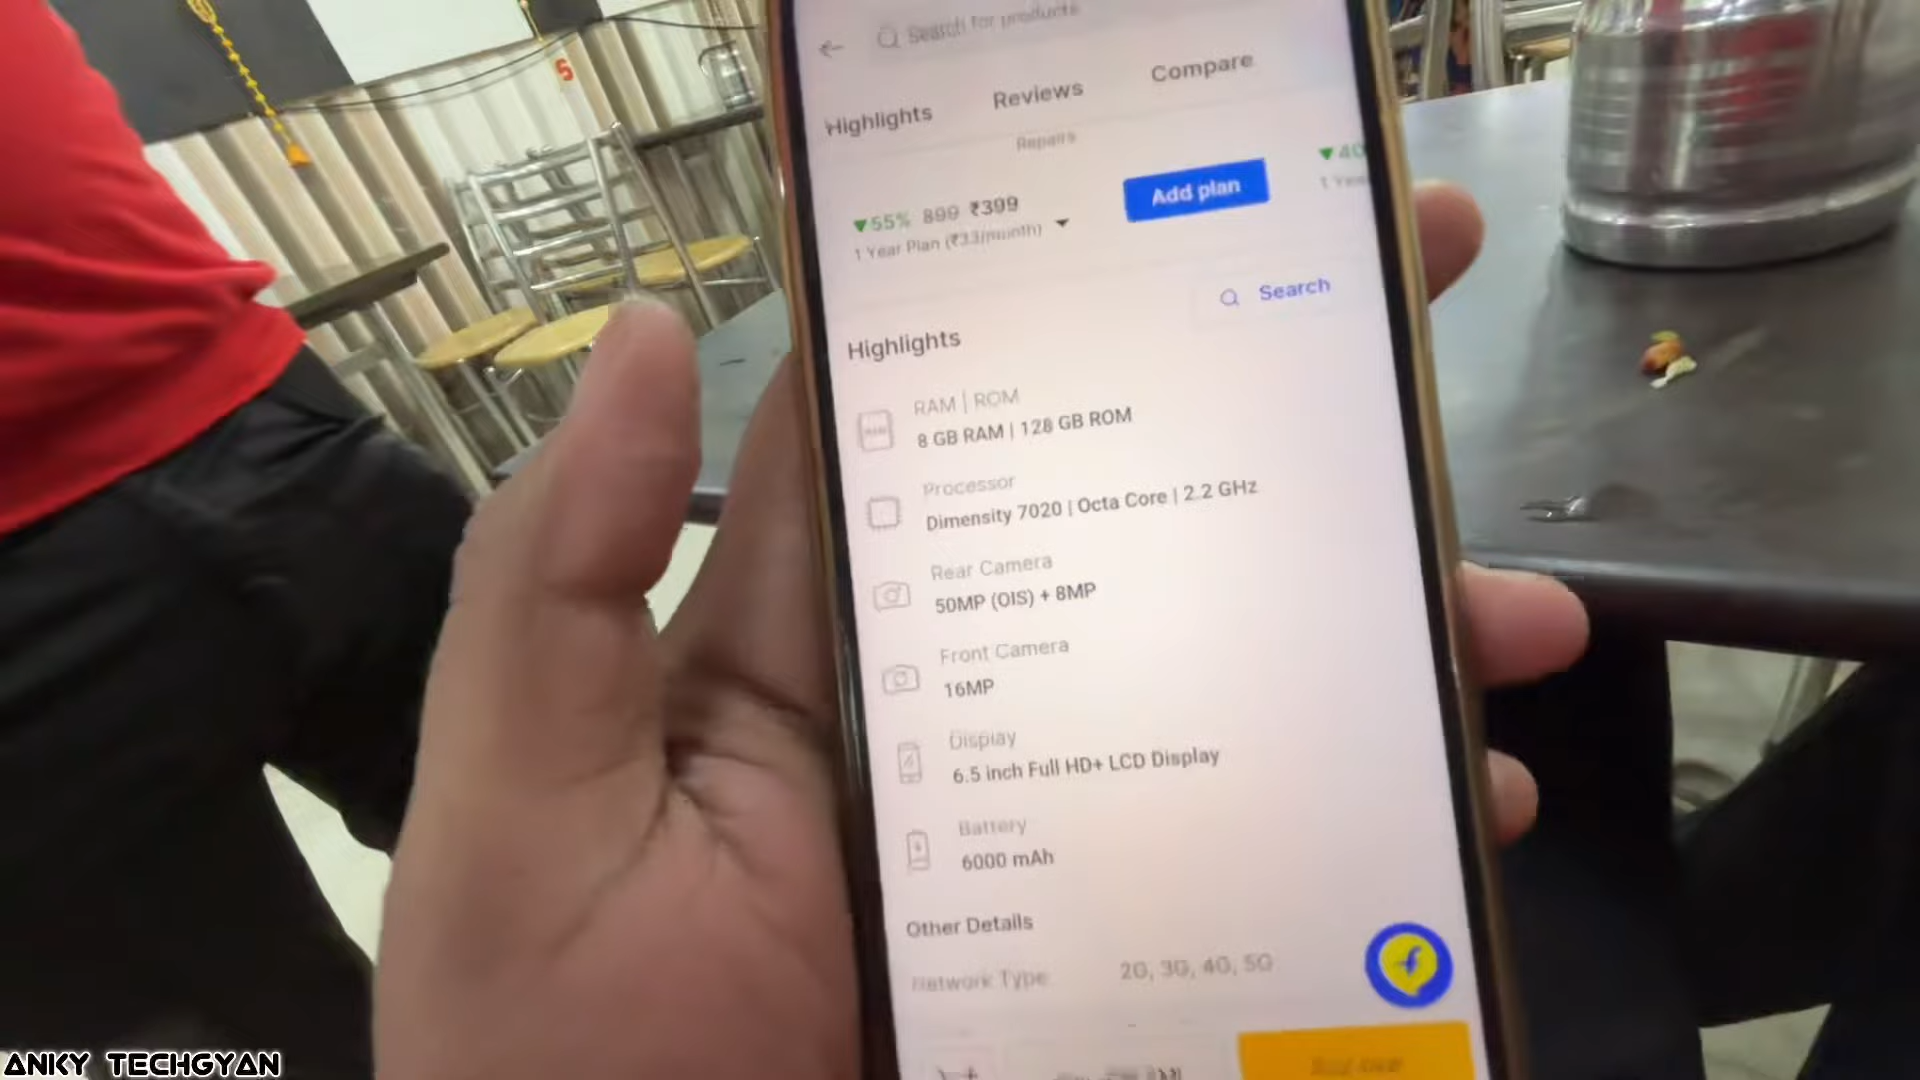 Search for products
Highlights Reviews Compare
Repairs
▼55% 899 ₹399
1 Year Plan (₹33/month)
Add plan
▼40
Search
Highlights
RAM | ROM
8 GB RAM | 128 GB ROM
Processor
Dimensity 7020 | Octa Core | 2.2 GHz
Rear Camera
50MP (OIS) + 8MP
Front Camera
16MP
Display
6.5 inch Full HD+ LCD Display
Battery
6000 mAh
Other Details
Network Type 2G, 3G, 4G, 5G
ANKY TECHGYAN